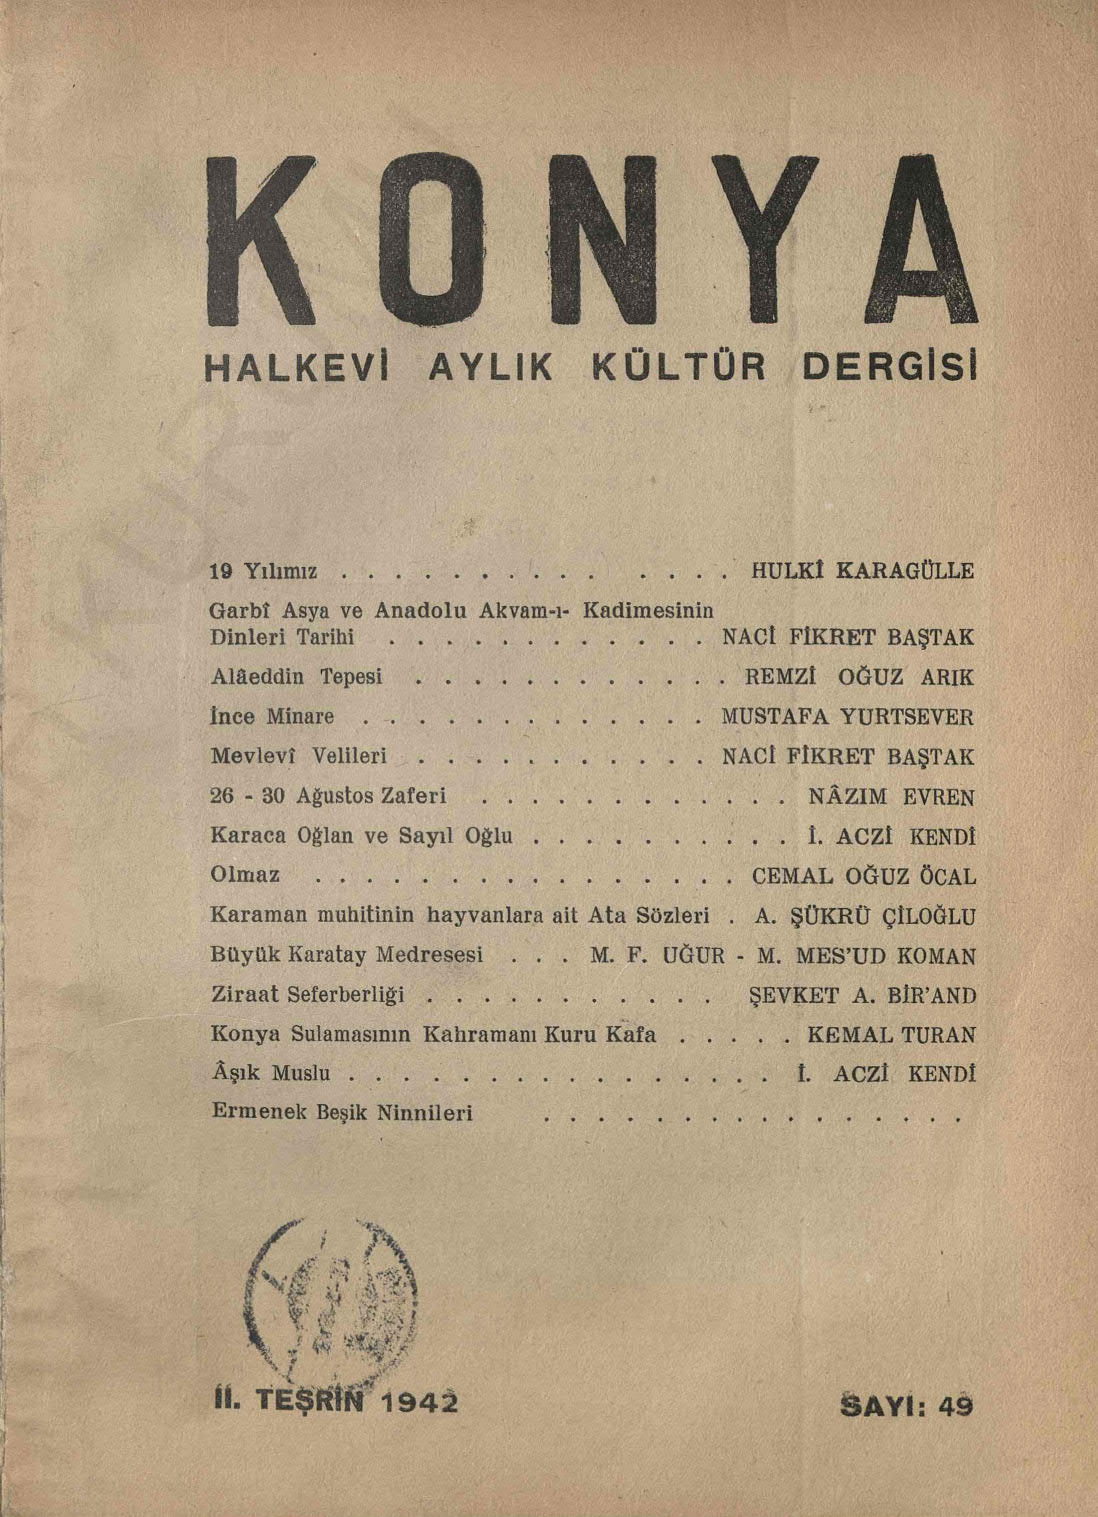 KONYA
HALKEVİ AYLIK KÜLTÜR DERGİSİ
19 Yılımız . . . . . . . . . . . . . . HULKİ KARAGÜLLE
Garbî Asya ve Anadolu Akvam-ı- Kadimesinin
Dinleri Tarihi . . . . . . . . . . . . NACİ FİKRET BAŞTAK
Alâeddin Tepesi . . . . . . . . . . . . REMZİ OĞUZ ARIK
İnce Minare . . . . . . . . . . . . . MUSTAFA YURTSEVER
Mevlevî Velileri . . . . . . . . . . . NACİ FİKRET BAŞTAK
26 - 30 Ağustos Zaferi . . . . . . . . . . . . NÂZIM EVREN
Karaca Oğlan ve Sayıl Oğlu . . . . . . . . . . İ. ACZİ KENDİ
Olmaz . . . . . . . . . . . . . . . . CEMAL OĞUZ ÖCAL
Karaman muhitinin hayvanlara ait Ata Sözleri . A. ŞÜKRÜ ÇİLOĞLU
Büyük Karatay Medresesi . . . M. F. UĞUR - M. MES'UD KOMAN
Ziraat Seferberliği . . . . . . . . . . . ŞEVKET A. BİR'AND
Konya Sulamasının Kahramanı Kuru Kafa . . . . . KEMAL TURAN
Âşık Muslu . . . . . . . . . . . . . . . . İ. ACZİ KENDİ
Ermenek Beşik Ninnileri . . . . . . . . . . . . . . . .
II. TEŞRİN 1942
SAYI: 49